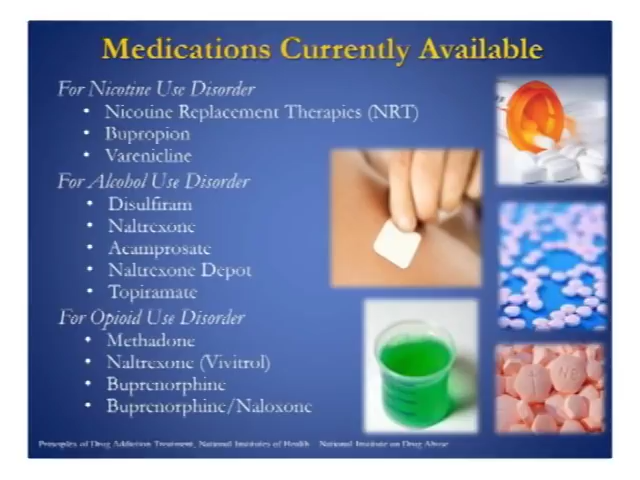 Medications Currently Available
For Nicotine Use Disorder
• Nicotine Replacement Therapies (NRT)
• Bupropion
• Varenicline
For Alcohol Use Disorder
• Disulfiram
• Naltrexone
• Acamprosate
• Naltrexone Depot
• Topiramate
For Opioid Use Disorder
• Methadone
• Naltrexone (Vivitrol)
• Buprenorphine
• Buprenorphine/Naloxone
Principles of Drug Addiction Treatment, National Institutes of Health National Institute on Drug Abuse